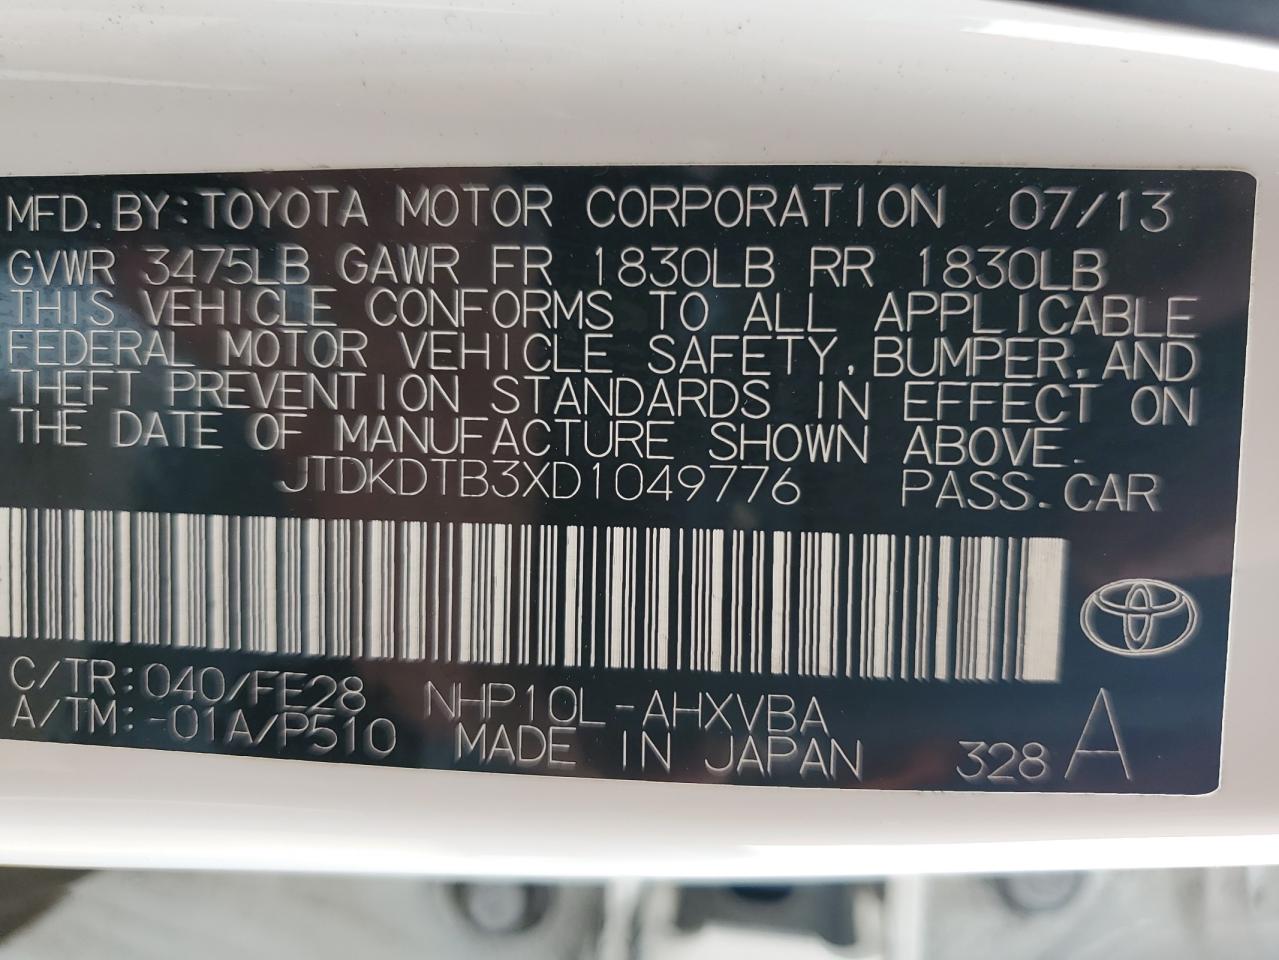 MFD. BY: TOYOTA MOTOR CORPORATION 07/13
GVWR 3475LB GAWR FR 1830LB RR 1830LB
THIS VEHICLE CONFORMS TO ALL APPLICABLE
FEDERAL MOTOR VEHICLE SAFETY, BUMPER, AND
THEFT PREVENTION STANDARDS IN EFFECT ON
THE DATE OF MANUFACTURE SHOWN ABOVE.
JTDKDTB3XD1049776 PASS. CAR
C/TR: 040/FE28 NHP10L-AHXVBA
A/TM: -01A/P510 MADE IN JAPAN 328 A